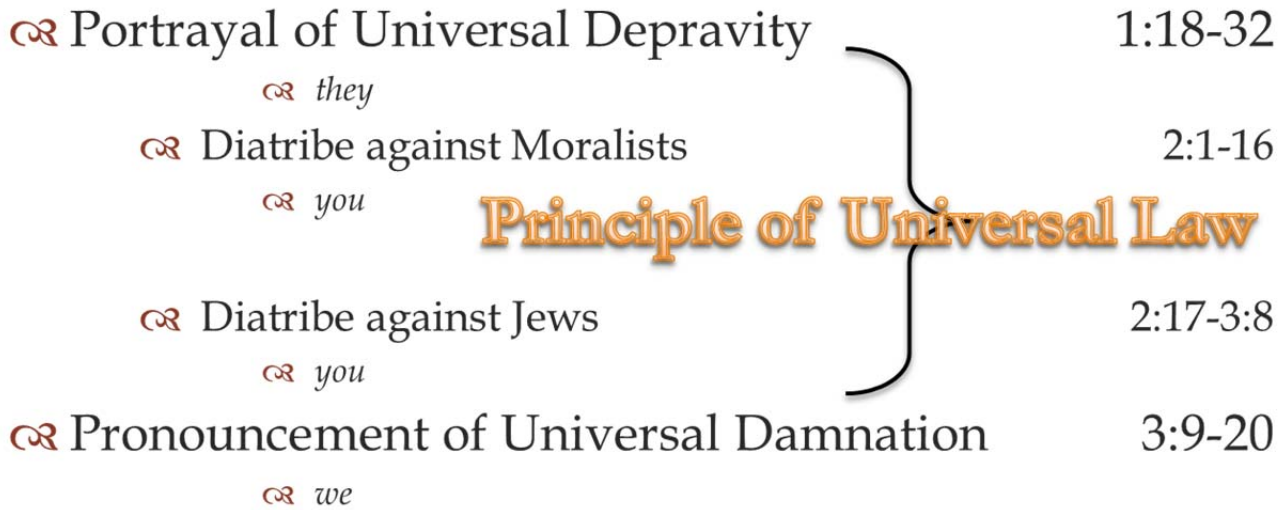 Portrayal of Universal Depravity 1:18-32
they
Diatribe against Moralists 2:1-16
you
Principle of Universal Law
Diatribe against Jews 2:17-3:8
you
Pronouncement of Universal Damnation 3:9-20
we